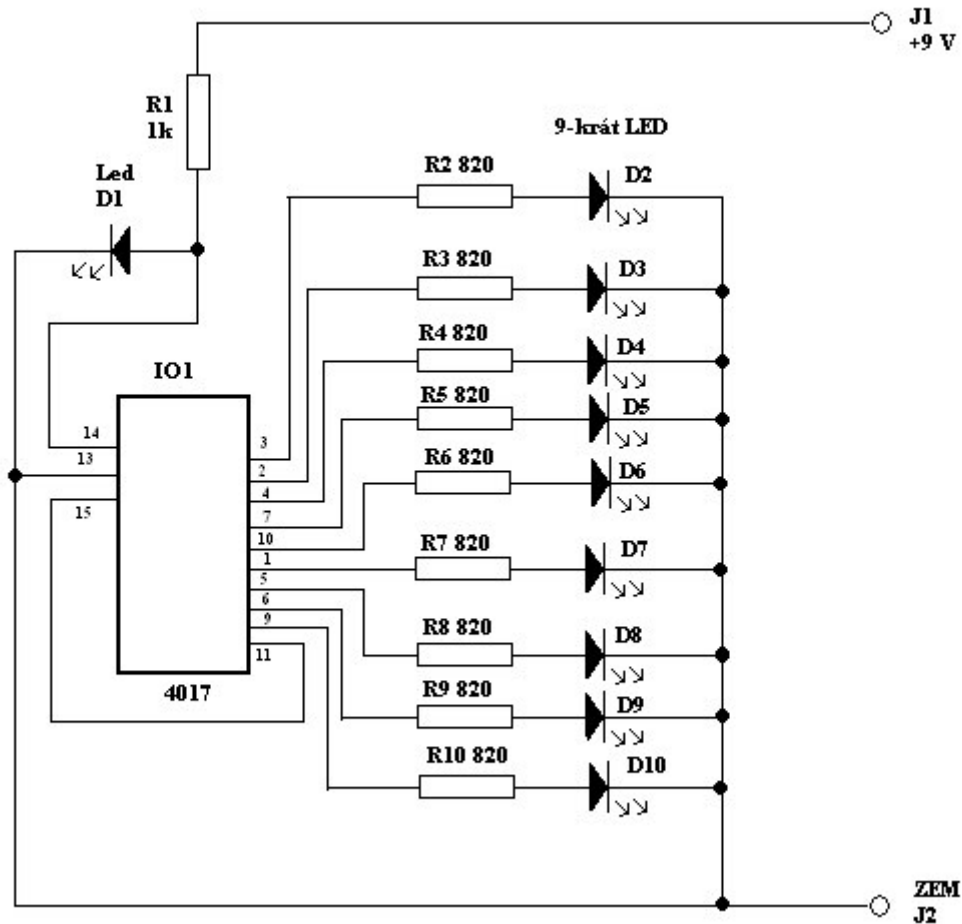 J1
+9 V
R1
1k
9-krát LED
Led
D1
R2 820
D2
R3 820
D3
R4 820
D4
IO1
R5 820
D5
14
3
R6 820
D6
13
2
15
4
7
10
R7 820
D7
1
5
6
R8 820
D8
9
11
4017
R9 820
D9
R10 820
D10
ZEM
J2